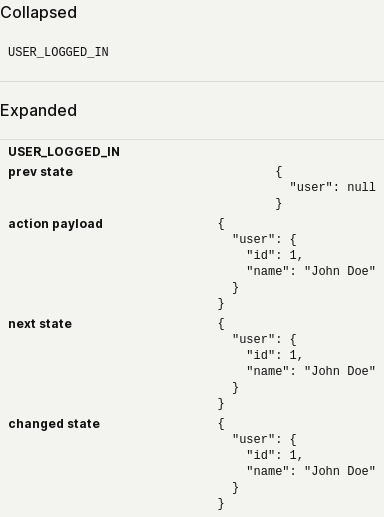 Collapsed
USER_LOGGED_IN
Expanded
USER_LOGGED_IN
prev state
{
  "user": null
}
action payload
{
  "user": {
    "id": 1,
    "name": "John Doe"
  }
}
next state
{
  "user": {
    "id": 1,
    "name": "John Doe"
  }
}
changed state
{
  "user": {
    "id": 1,
    "name": "John Doe"
  }
}